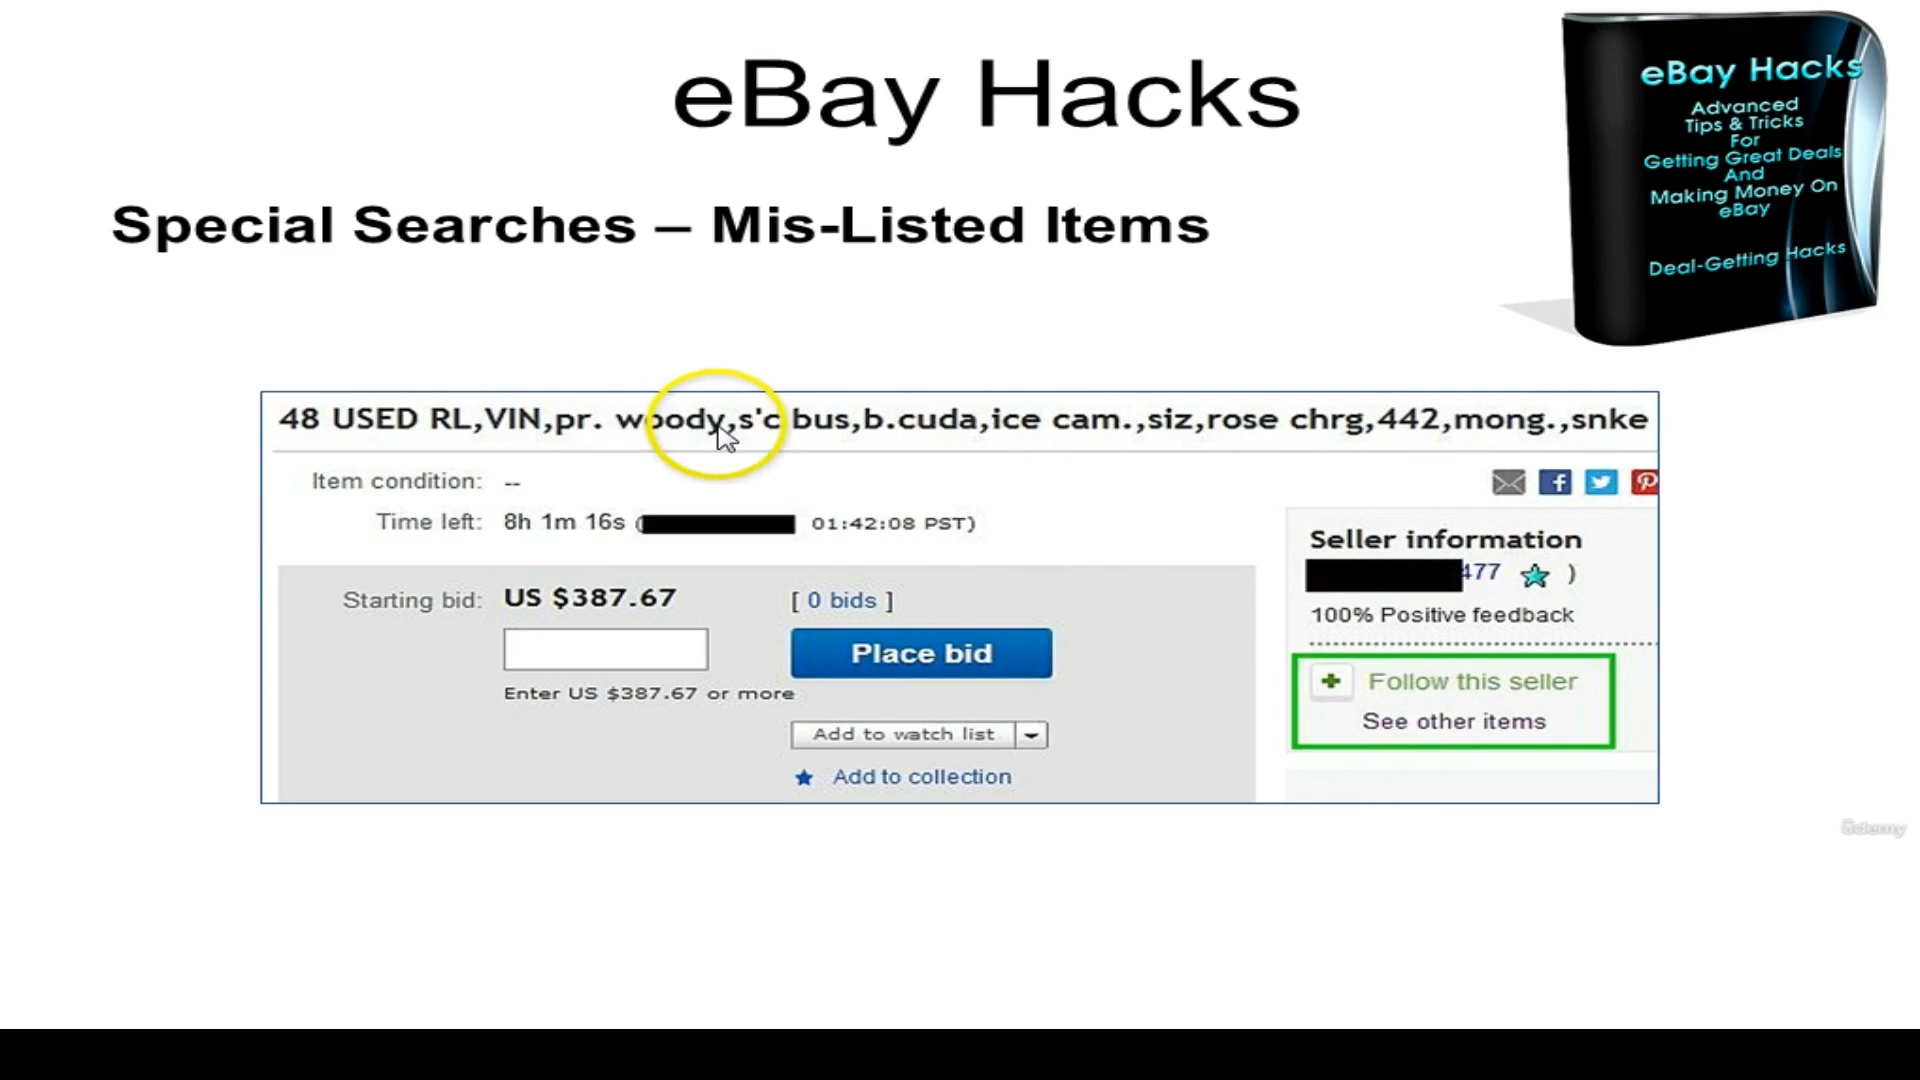 eBay Hacks
Special Searches – Mis-Listed Items
eBay Hacks
Advanced
Tips & Tricks
For
Getting Great Deals
And
Making Money On
eBay
Deal-Getting Hacks
48 USED RL,VIN,pr. woody,s'c bus,b.cuda,ice cam.,siz,rose chrg,442,mong.,snke
Item condition: --
Time left: 8h 1m 16s ( 01:42:08 PST)
Starting bid: US $387.67 [ 0 bids ]
Place bid
Enter US $387.67 or more
Add to watch list
Add to collection
Seller information
477 )
100% Positive feedback
Follow this seller
See other items
ûdemy